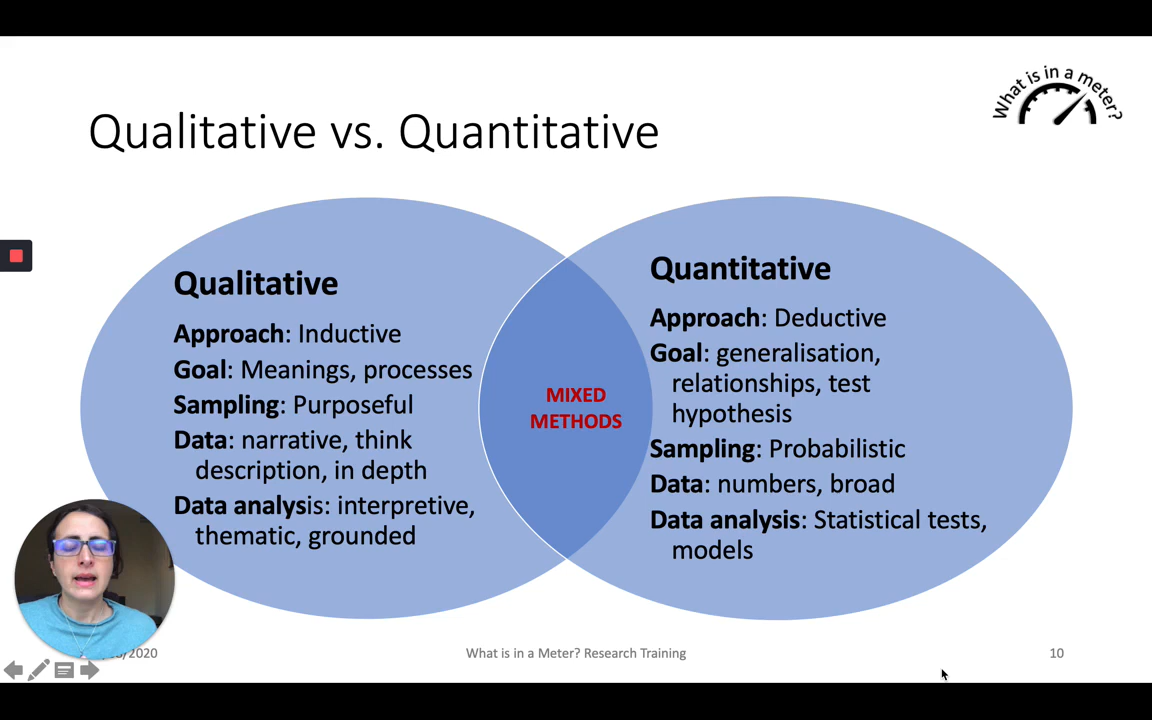 What is in a meter?
Qualitative vs. Quantitative
Qualitative
Approach: Inductive
Goal: Meanings, processes
Sampling: Purposeful
Data: narrative, think
description, in depth
Data analysis: interpretive,
thematic, grounded
MIXED
METHODS
Quantitative
Approach: Deductive
Goal: generalisation,
relationships, test
hypothesis
Sampling: Probabilistic
Data: numbers, broad
Data analysis: Statistical tests,
models
/2020
What is in a Meter? Research Training
10